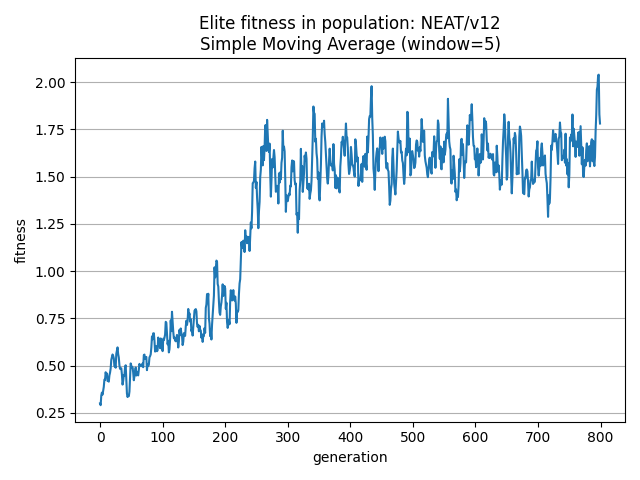 Elite fitness in population: NEAT/v12
Simple Moving Average (window=5)
fitness
2.00
1.75
1.50
1.25
1.00
0.75
0.50
0.25
0 100 200 300 400 500 600 700 800
generation